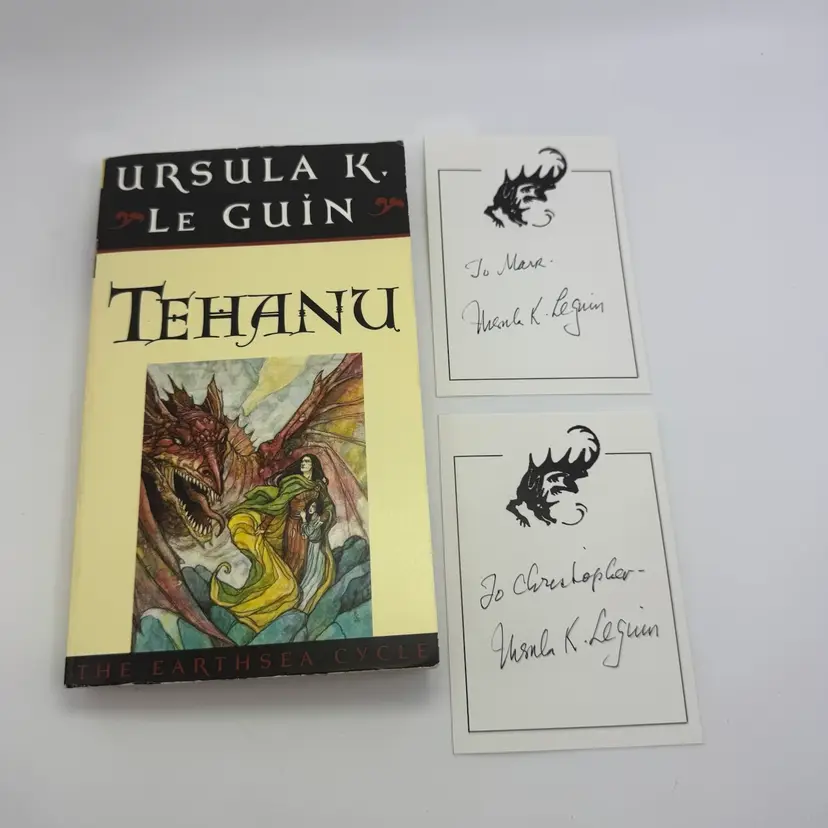 URSULA K.
LE GUIN
TEHANU
THE EARTHSEA CYCLE
To Mark.
Ursula K. Le Guin
To Christopher-
Ursula K. Le Guin